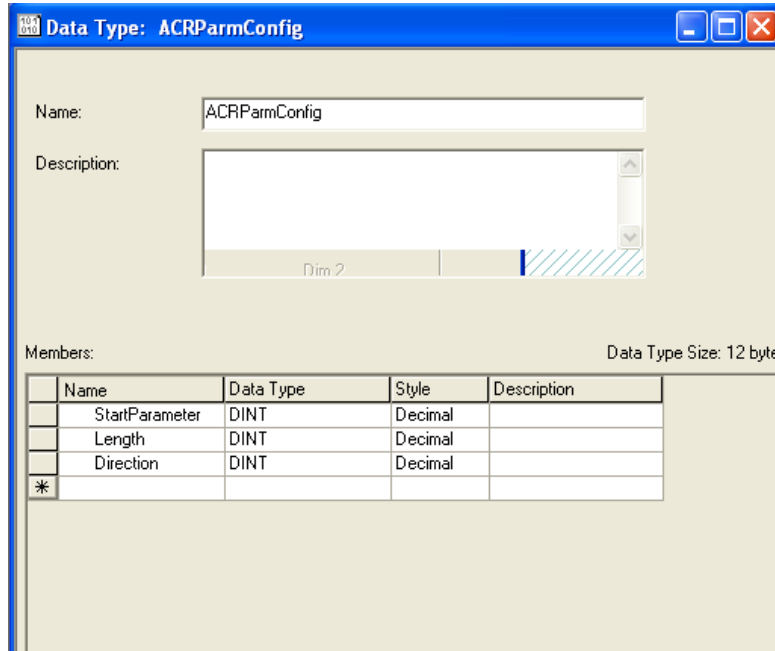 Data Type: ACRParmConfig
Name: ACRParmConfig
Description:
Dim 2
Members: Data Type Size: 12 byte
Name Data Type Style Description
StartParameter DINT Decimal
Length DINT Decimal
Direction DINT Decimal